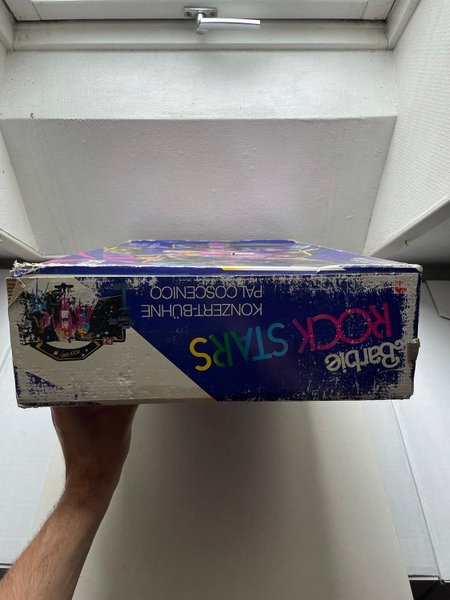 Barbie
ROCK STARS
KONZERT-BÜHNE
PALCOSCENICO